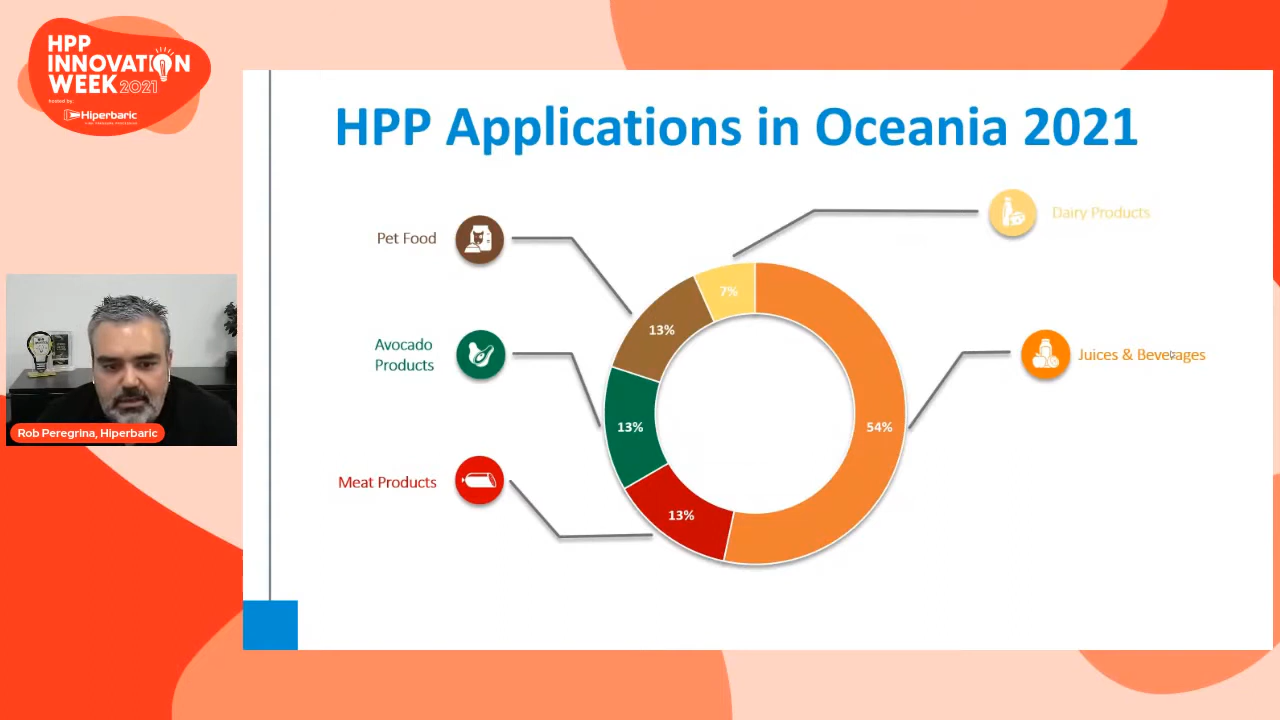 HPP
INNOVATION
WEEK 2021
hosted by:
Hiperbaric
HPP Applications in Oceania 2021
Dairy Products
Pet Food
7%
13%
Avocado
Products
Juices & Beverages
13%
54%
Rob Peregrina, Hiperbaric
Meat Products
13%